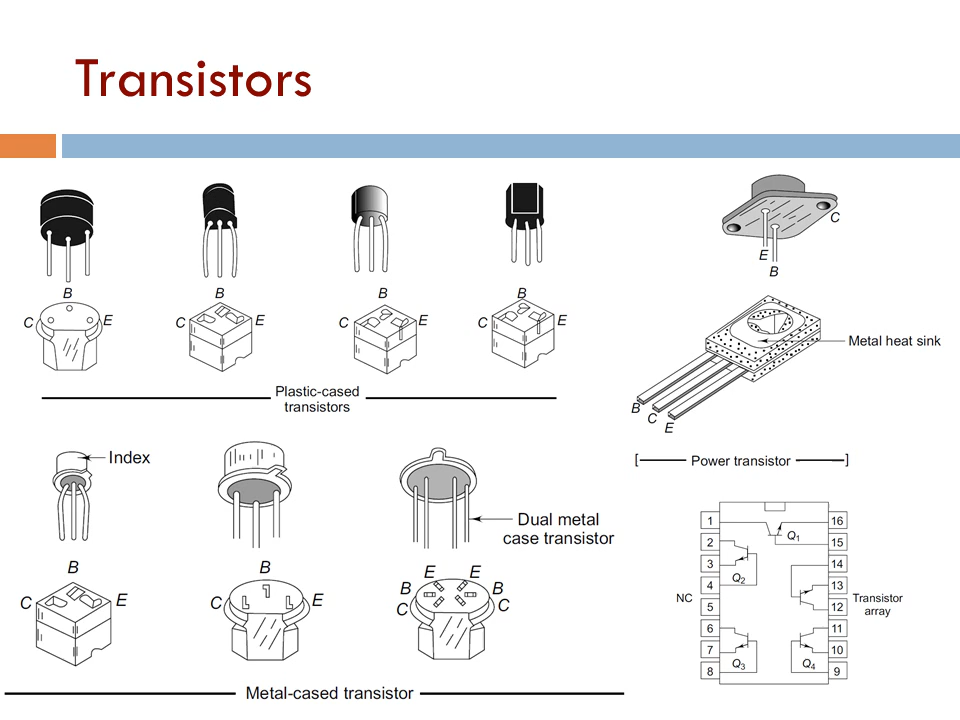 Transistors
C
E
B
B
B
B
B
C
E
C
E
C
E
C
E
Metal heat sink
Plastic-cased
transistors
B
C
E
Index
[ Power transistor ]
Dual metal
case transistor
B
C
E
B
C
E
E
E
B
B
C
C
1
16
Q1
2
15
3
14
Q2
4
13
NC
5
12
Transistor
array
6
11
7
10
Q3
Q4
8
9
Metal-cased transistor